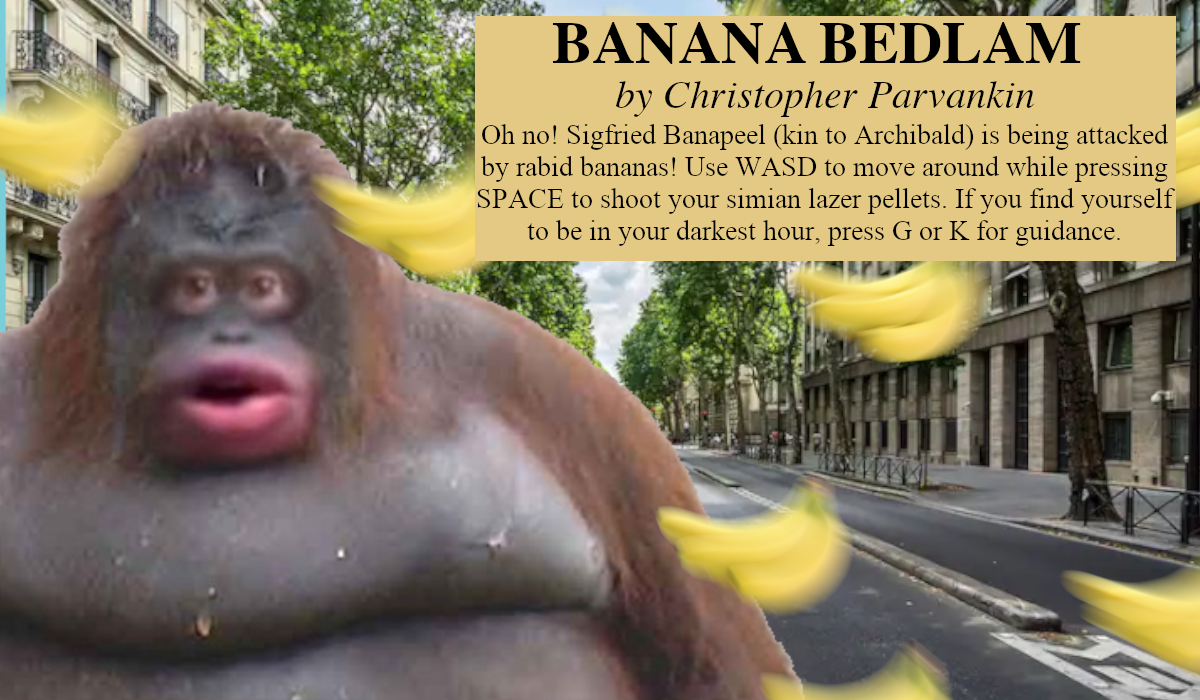 BANANA BEDLAM
by Christopher Parvankin
Oh no! Sigfried Banapeel (kin to Archibald) is being attacked
by rabid bananas! Use WASD to move around while pressing
SPACE to shoot your simian lazer pellets. If you find yourself
to be in your darkest hour, press G or K for guidance.